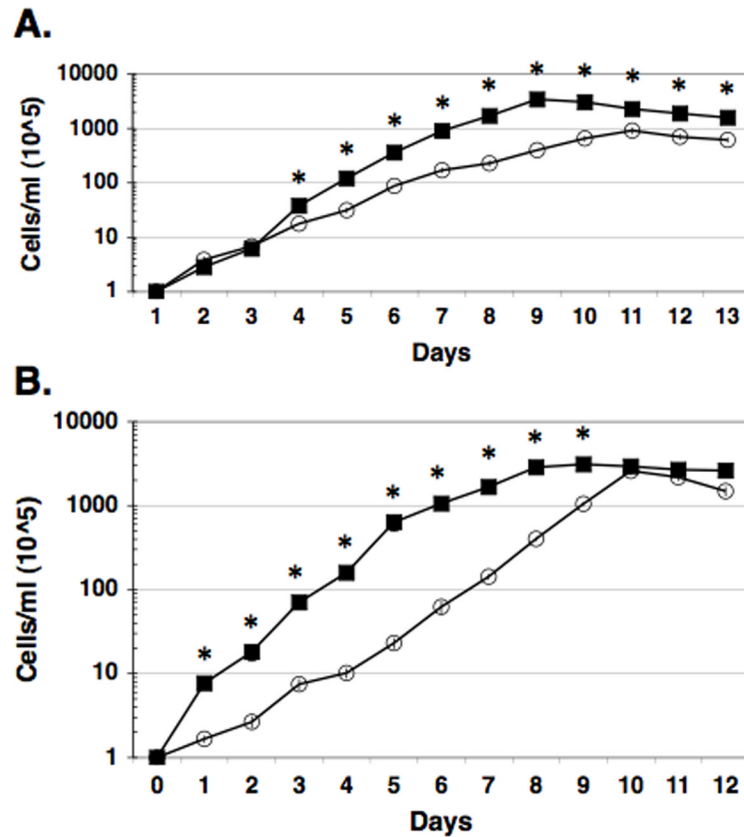 A.
* * * * * * * * * *
10000
1000
100
10
1
Cells/ml (10^5)
1 2 3 4 5 6 7 8 9 10 11 12 13
Days
B.
* * * * * * * * *
10000
1000
100
10
1
Cells/ml (10^5)
0 1 2 3 4 5 6 7 8 9 10 11 12
Days